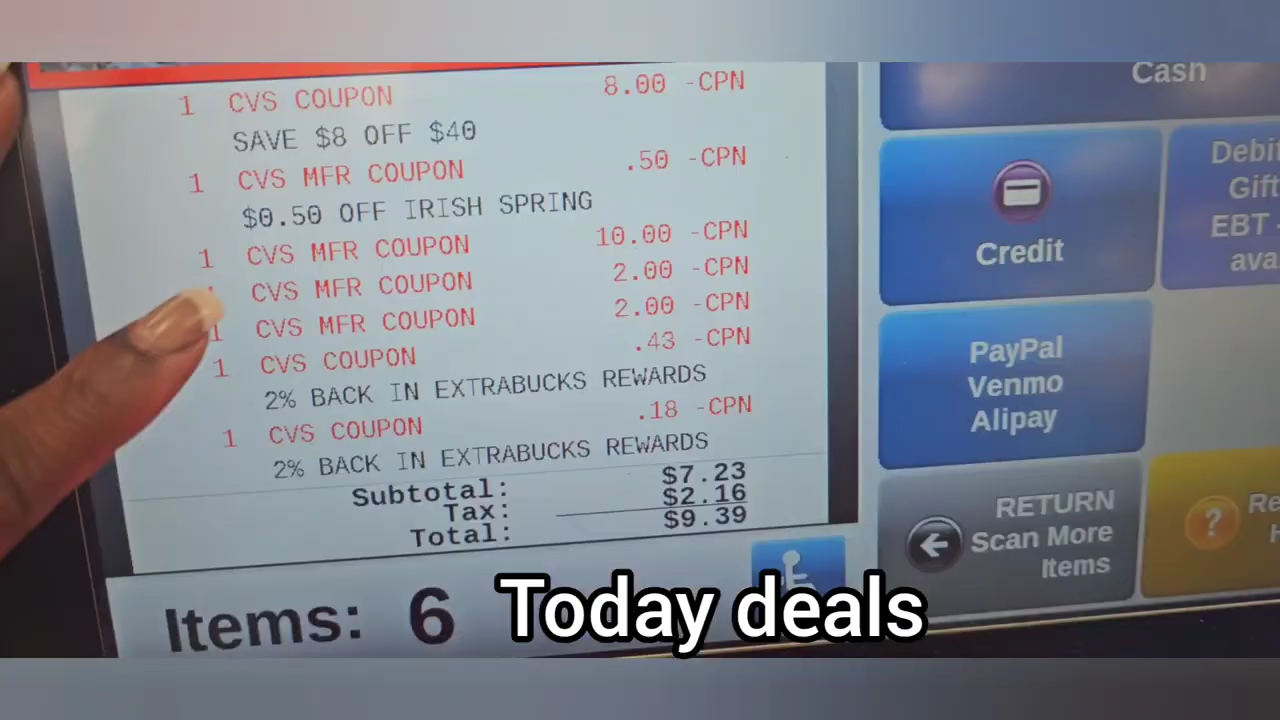 1 CVS COUPON 8.00 -CPN
SAVE $8 OFF $40
1 CVS MFR COUPON .50 -CPN
$0.50 OFF IRISH SPRING
1 CVS MFR COUPON 10.00 -CPN
1 CVS MFR COUPON 2.00 -CPN
1 CVS MFR COUPON 2.00 -CPN
1 CVS COUPON .43 -CPN
2% BACK IN EXTRABUCKS REWARDS
1 CVS COUPON .18 -CPN
2% BACK IN EXTRABUCKS REWARDS
Subtotal: $7.23
Tax: $2.16
Total: $9.39
Items: 6
Today deals
Cash
Credit
Debit
Gift
EBT
PayPal
Venmo
Alipay
RETURN
Scan More
Items
?